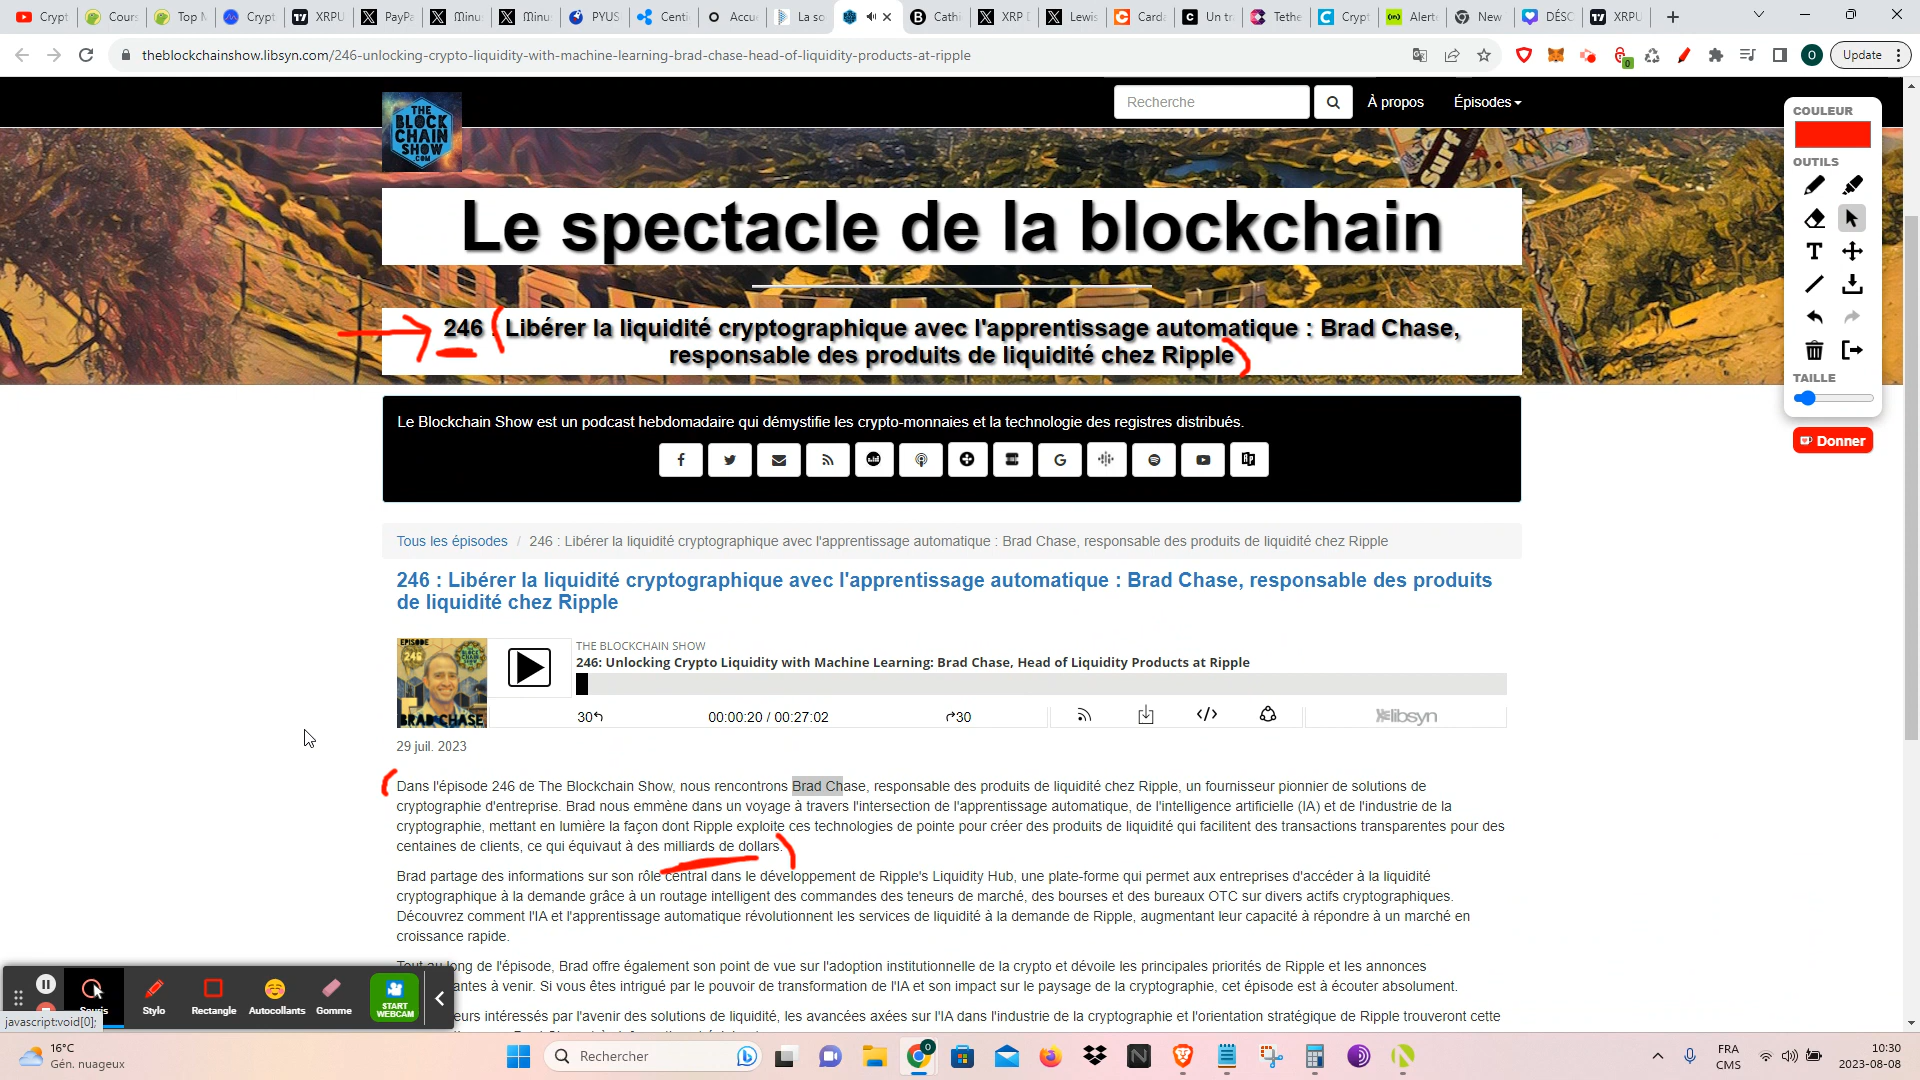 Crypt
Cours
Top M
Crypt
XRPU
PayPa
Minu
Minu
PYUS
Centi
Accu
La so
Cathi
XRP D
Lewis
Carda
Un tr
Tethe
Crypt
Alerte
New
DÉSC
XRPU
theblockchainshow.libsyn.com/246-unlocking-crypto-liquidity-with-machine-learning-brad-chase-head-of-liquidity-products-at-ripple
0
O
Update
THE BLOCK CHAIN SHOW .COM
Recherche
À propos
Épisodes
COULEUR
OUTILS
T
TAILLE
Donner
Surf
Le spectacle de la blockchain
246 : Libérer la liquidité cryptographique avec l'apprentissage automatique : Brad Chase,
responsable des produits de liquidité chez Ripple
Le Blockchain Show est un podcast hebdomadaire qui démystifie les crypto-monnaies et la technologie des registres distribués.
Tous les épisodes / 246 : Libérer la liquidité cryptographique avec l'apprentissage automatique : Brad Chase, responsable des produits de liquidité chez Ripple
246 : Libérer la liquidité cryptographique avec l'apprentissage automatique : Brad Chase, responsable des produits
de liquidité chez Ripple
EPISODE
246
BRAD CHASE
THE BLOCKCHAIN SHOW
246: Unlocking Crypto Liquidity with Machine Learning: Brad Chase, Head of Liquidity Products at Ripple
30
00:00:20 / 00:27:02
30
libsyn
29 juil. 2023
Dans l'épisode 246 de The Blockchain Show, nous rencontrons Brad Chase, responsable des produits de liquidité chez Ripple, un fournisseur pionnier de solutions de
cryptographie d'entreprise. Brad nous emmène dans un voyage à travers l'intersection de l'apprentissage automatique, de l'intelligence artificielle (IA) et de l'industrie de la
cryptographie, mettant en lumière la façon dont Ripple exploite ces technologies de pointe pour créer des produits de liquidité qui facilitent des transactions transparentes pour des
centaines de clients, ce qui équivaut à des milliards de dollars.
Brad partage des informations sur son rôle central dans le développement de Ripple's Liquidity Hub, une plate-forme qui permet aux entreprises d'accéder à la liquidité
cryptographique à la demande grâce à un routage intelligent des commandes des teneurs de marché, des bourses et des bureaux OTC sur divers actifs cryptographiques.
Découvrez comment l'IA et l'apprentissage automatique révolutionnent les services de liquidité à la demande de Ripple, augmentant leur capacité à répondre à un marché en
croissance rapide.
Tout au long de l'épisode, Brad offre également son point de vue sur l'adoption institutionnelle de la crypto et dévoile les principales priorités de Ripple et les annonces
antes à venir. Si vous êtes intrigué par le pouvoir de transformation de l'IA et son impact sur le paysage de la cryptographie, cet épisode est à écouter absolument.
eurs intéressés par l'avenir des solutions de liquidité, les avancées axées sur l'IA dans l'industrie de la cryptographie et l'orientation stratégique de Ripple trouveront cette
Souris
Stylo
Rectangle
Autocollants
Gomme
START WEBCAM
javascript:void[0];
16°C
Gén. nuageux
Rechercher
FRA
CMS
10:30
2023-08-08